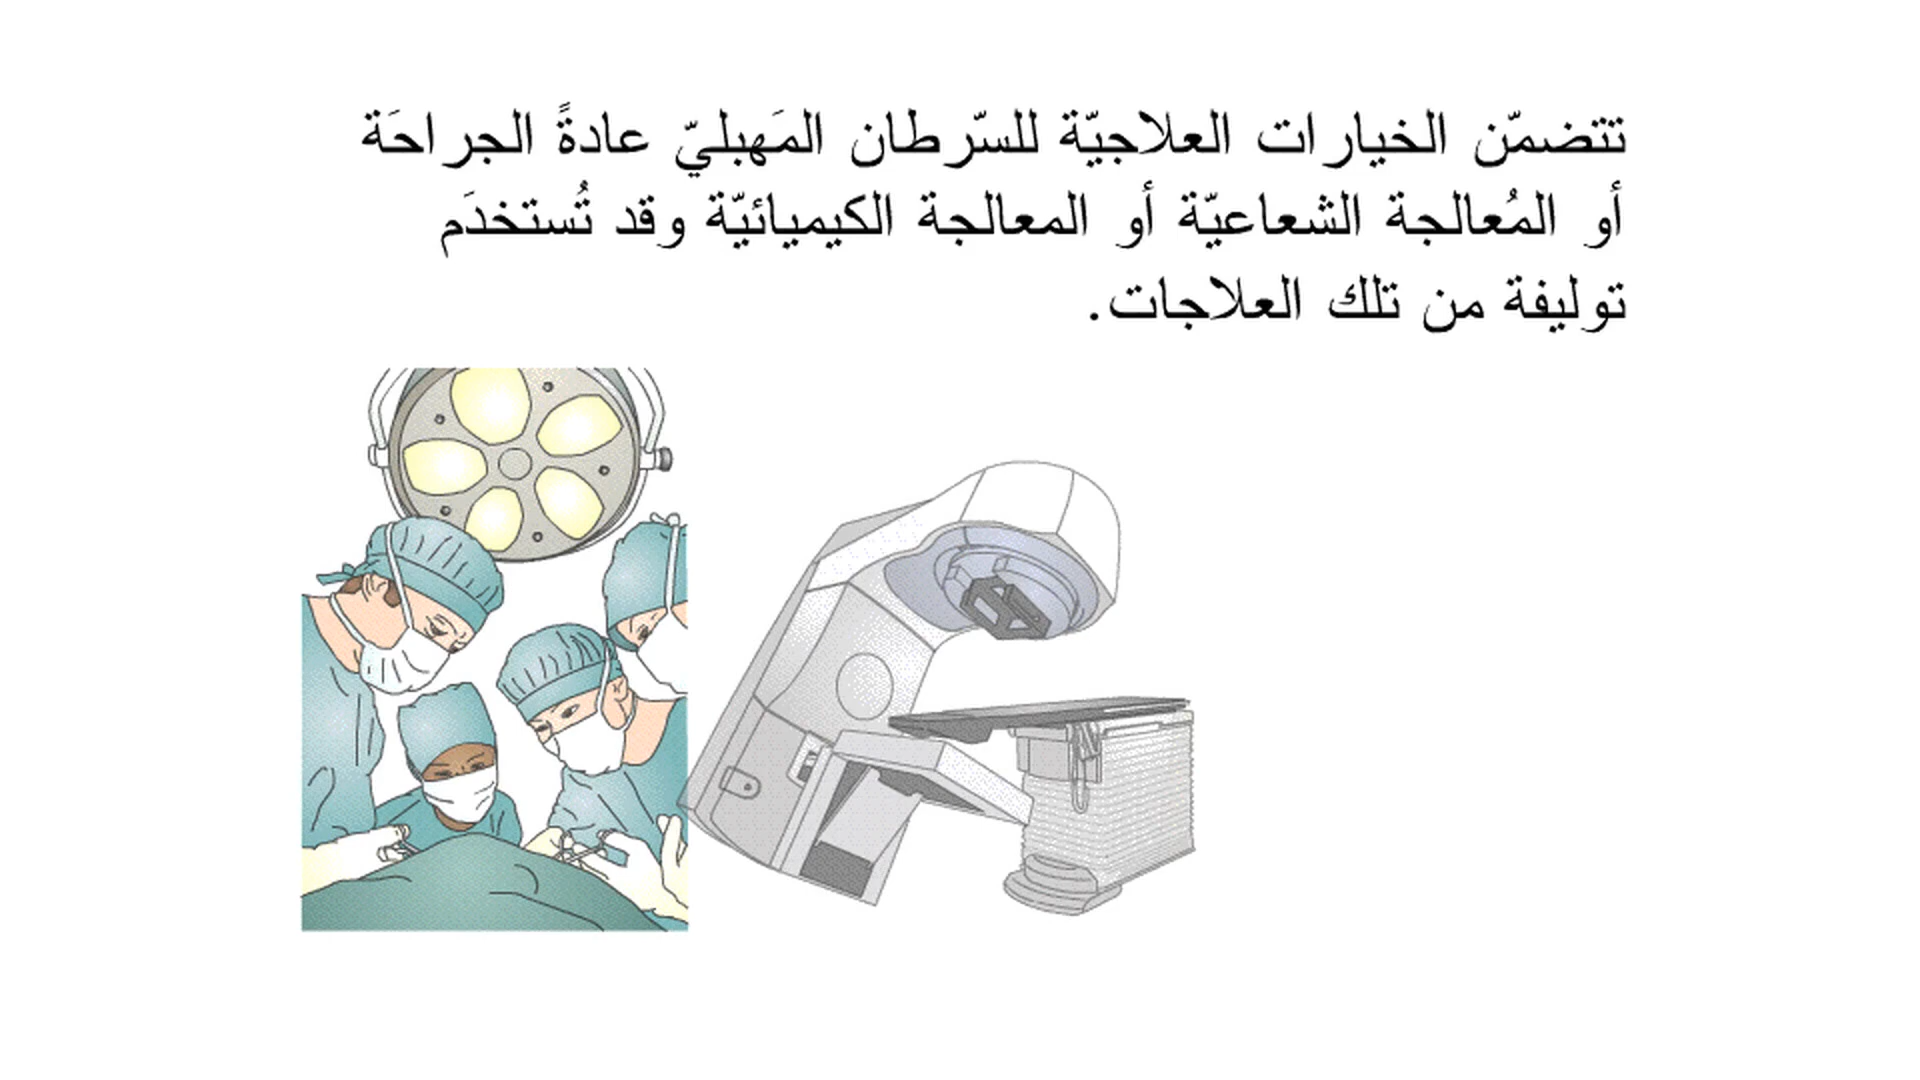 تتضمّن الخيارات العلاجيّة للسّرطان المَهبليّ عادةً الجراحَة
أو المُعالجة الشعاعيّة أو المعالجة الكيميائيّة وقد تُستخدَم
توليفة من تلك العلاجات.